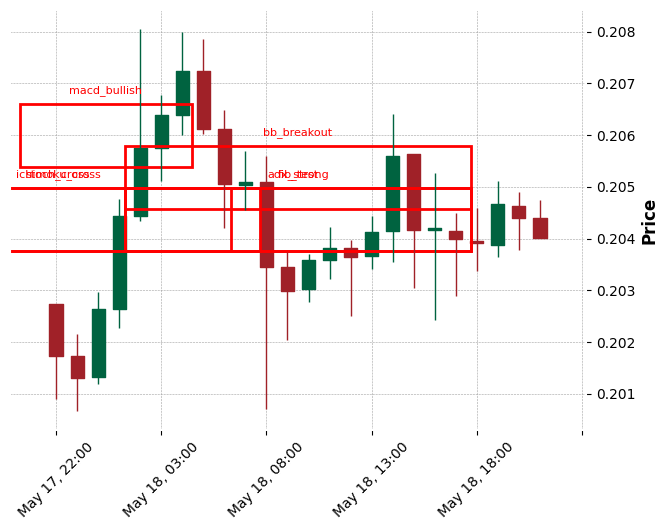 macd_bullish
bb_breakout
adx_strong
0.208
0.207
0.206
0.205
0.204
0.203
0.202
0.201
Price
May 17, 22:00
May 18, 03:00
May 18, 08:00
May 18, 13:00
May 18, 18:00